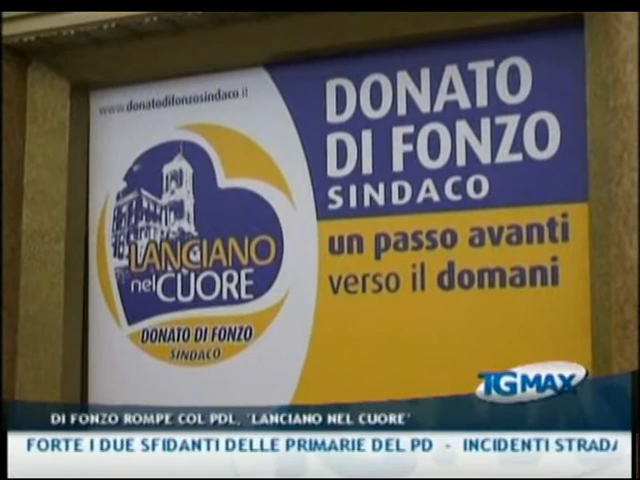 www.donatodifonzosindaco.it
DONATO
DI FONZO
SINDACO
un passo avanti
verso il domani
LANCIANO
nel CUORE
DONATO DI FONZO
SINDACO
TGMAX
DI FONZO ROMPE COL PDL, 'LANCIANO NEL CUORE'
FORTE I DUE SFIDANTI DELLE PRIMARIE DEL PD - INCIDENTI STRADA